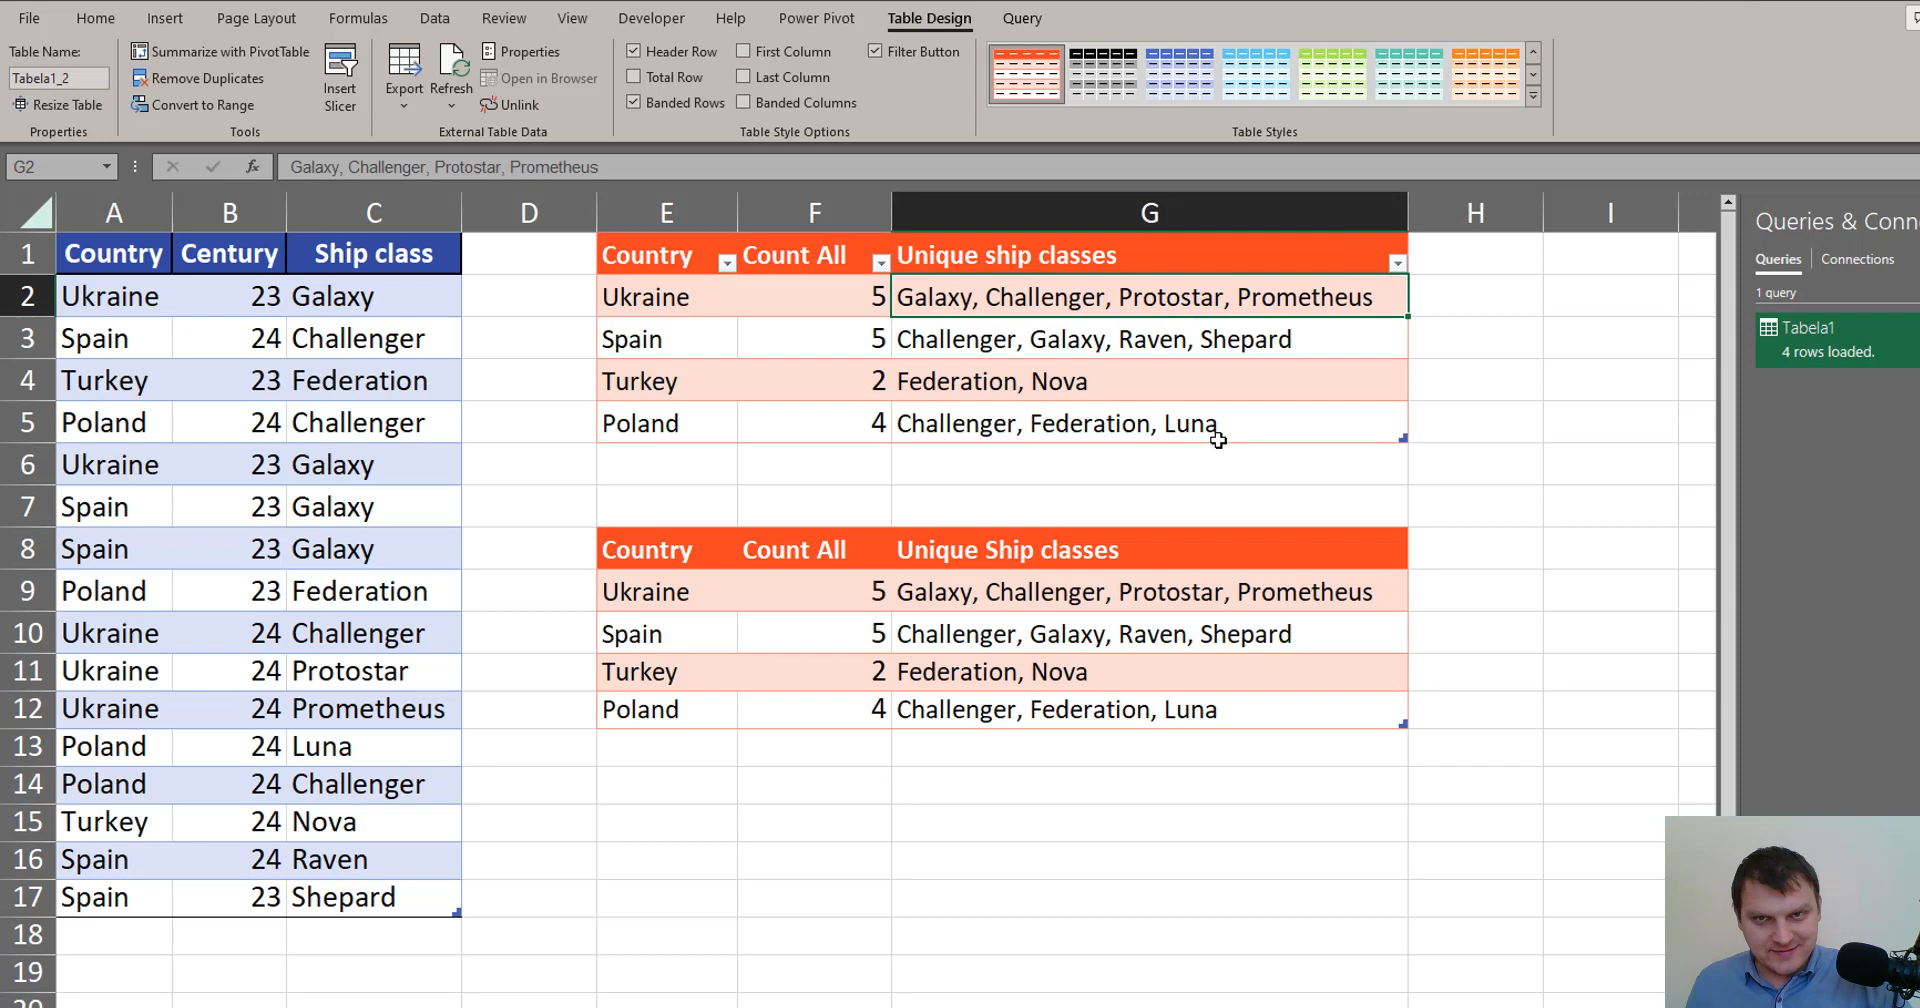 File Home Insert Page Layout Formulas Data Review View Developer Help Power Pivot Table Design Query
Table Name:
Tabela1_2
Resize Table
Properties
Summarize with PivotTable
Remove Duplicates
Convert to Range
Insert Slicer
Tools
Export
Refresh
Properties
Open in Browser
Unlink
External Table Data
Header Row First Column Filter Button
Total Row Last Column
Banded Rows Banded Columns
Table Style Options
Table Styles
G2 fx Galaxy, Challenger, Protostar, Prometheus
A B C D E F G H I
1 Country Century Ship class Country Count All Unique ship classes
2 Ukraine 23 Galaxy Ukraine 5 Galaxy, Challenger, Protostar, Prometheus
3 Spain 24 Challenger Spain 5 Challenger, Galaxy, Raven, Shepard
4 Turkey 23 Federation Turkey 2 Federation, Nova
5 Poland 24 Challenger Poland 4 Challenger, Federation, Luna
6 Ukraine 23 Galaxy
7 Spain 23 Galaxy
8 Spain 23 Galaxy Country Count All Unique Ship classes
9 Poland 23 Federation Ukraine 5 Galaxy, Challenger, Protostar, Prometheus
10 Ukraine 24 Challenger Spain 5 Challenger, Galaxy, Raven, Shepard
11 Ukraine 24 Protostar Turkey 2 Federation, Nova
12 Ukraine 24 Prometheus Poland 4 Challenger, Federation, Luna
13 Poland 24 Luna
14 Poland 24 Challenger
15 Turkey 24 Nova
16 Spain 24 Raven
17 Spain 23 Shepard
18
19
Queries & Conn
Queries Connections
1 query
Tabela1
4 rows loaded.